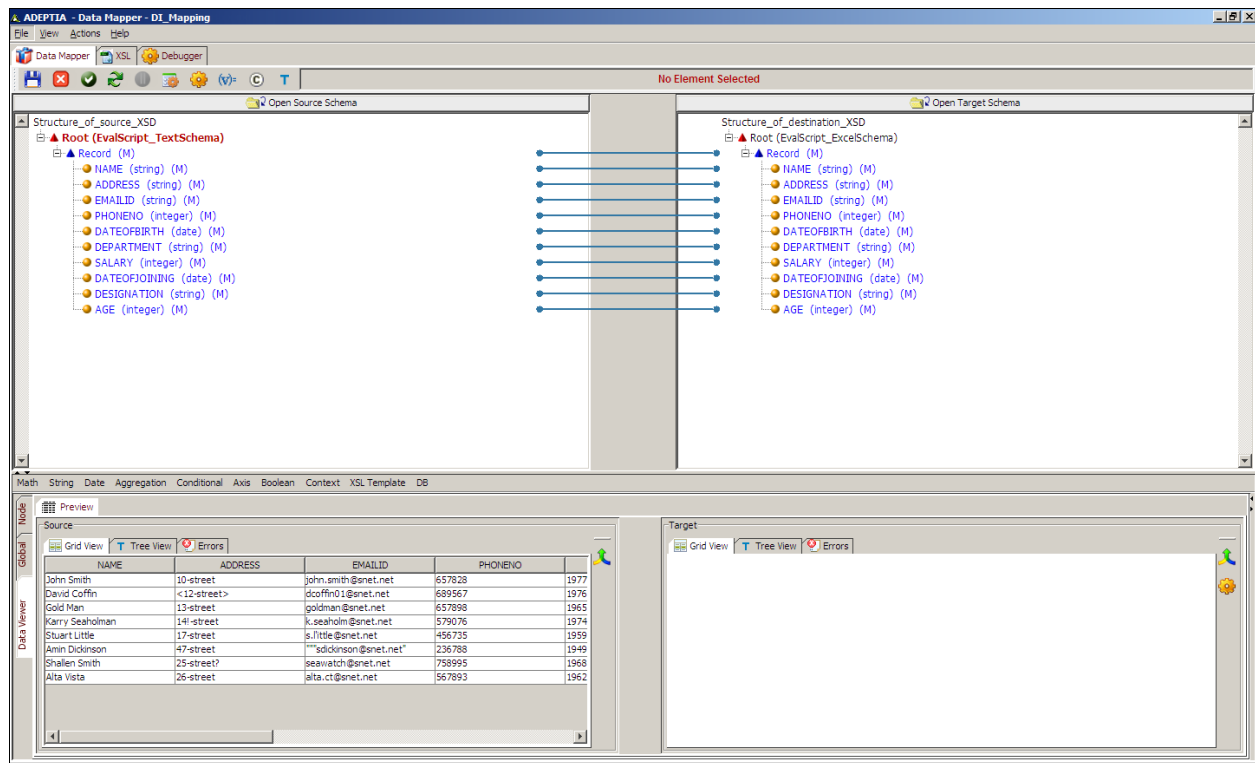 ADEPTIA - Data Mapper - DI_Mapping
File View Actions Help
Data Mapper XSL Debugger
(v)= © T No Element Selected
Open Source Schema Open Target Schema
Structure_of_source_XSD Structure_of_destination_XSD
Root (EvalScript_TextSchema) Root (EvalScript_ExcelSchema)
Record (M) Record (M)
NAME (string) (M) NAME (string) (M)
ADDRESS (string) (M) ADDRESS (string) (M)
EMAILID (string) (M) EMAILID (string) (M)
PHONENO (integer) (M) PHONENO (integer) (M)
DATEOFBIRTH (date) (M) DATEOFBIRTH (date) (M)
DEPARTMENT (string) (M) DEPARTMENT (string) (M)
SALARY (integer) (M) SALARY (integer) (M)
DATEOFJOINING (date) (M) DATEOFJOINING (date) (M)
DESIGNATION (string) (M) DESIGNATION (string) (M)
AGE (integer) (M) AGE (integer) (M)
Math String Date Aggregation Conditional Axis Boolean Context XSL Template DB
Node
Global
Data Viewer
Preview
Source Target
Grid View T Tree View Errors Grid View T Tree View Errors
NAME ADDRESS EMAILID PHONENO
John Smith 10-street john.smith@snet.net 657828 1977
David Coffin <12-street> dcoffin01@snet.net 689567 1976
Gold Man 13-street goldman@snet.net 657898 1965
Karry Seaholman 14!-street k.seaholm@snet.net 579076 1974
Stuart Little 17-street s.l'ittle@snet.net 456735 1959
Amin Dickinson 47-street """sdickinson@snet.net" 236788 1949
Shallen Smith 25-street? seawatch@snet.net 758995 1968
Alta Vista 26-street alta.ct@snet.net 567893 1962